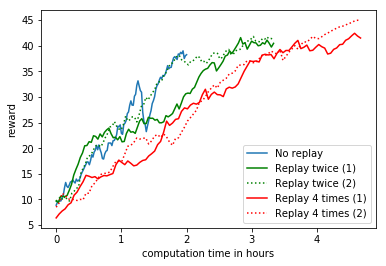 45
40
35
30
25
20
15
10
5
reward
0
1
2
3
4
computation time in hours
No replay
Replay twice (1)
Replay twice (2)
Replay 4 times (1)
Replay 4 times (2)